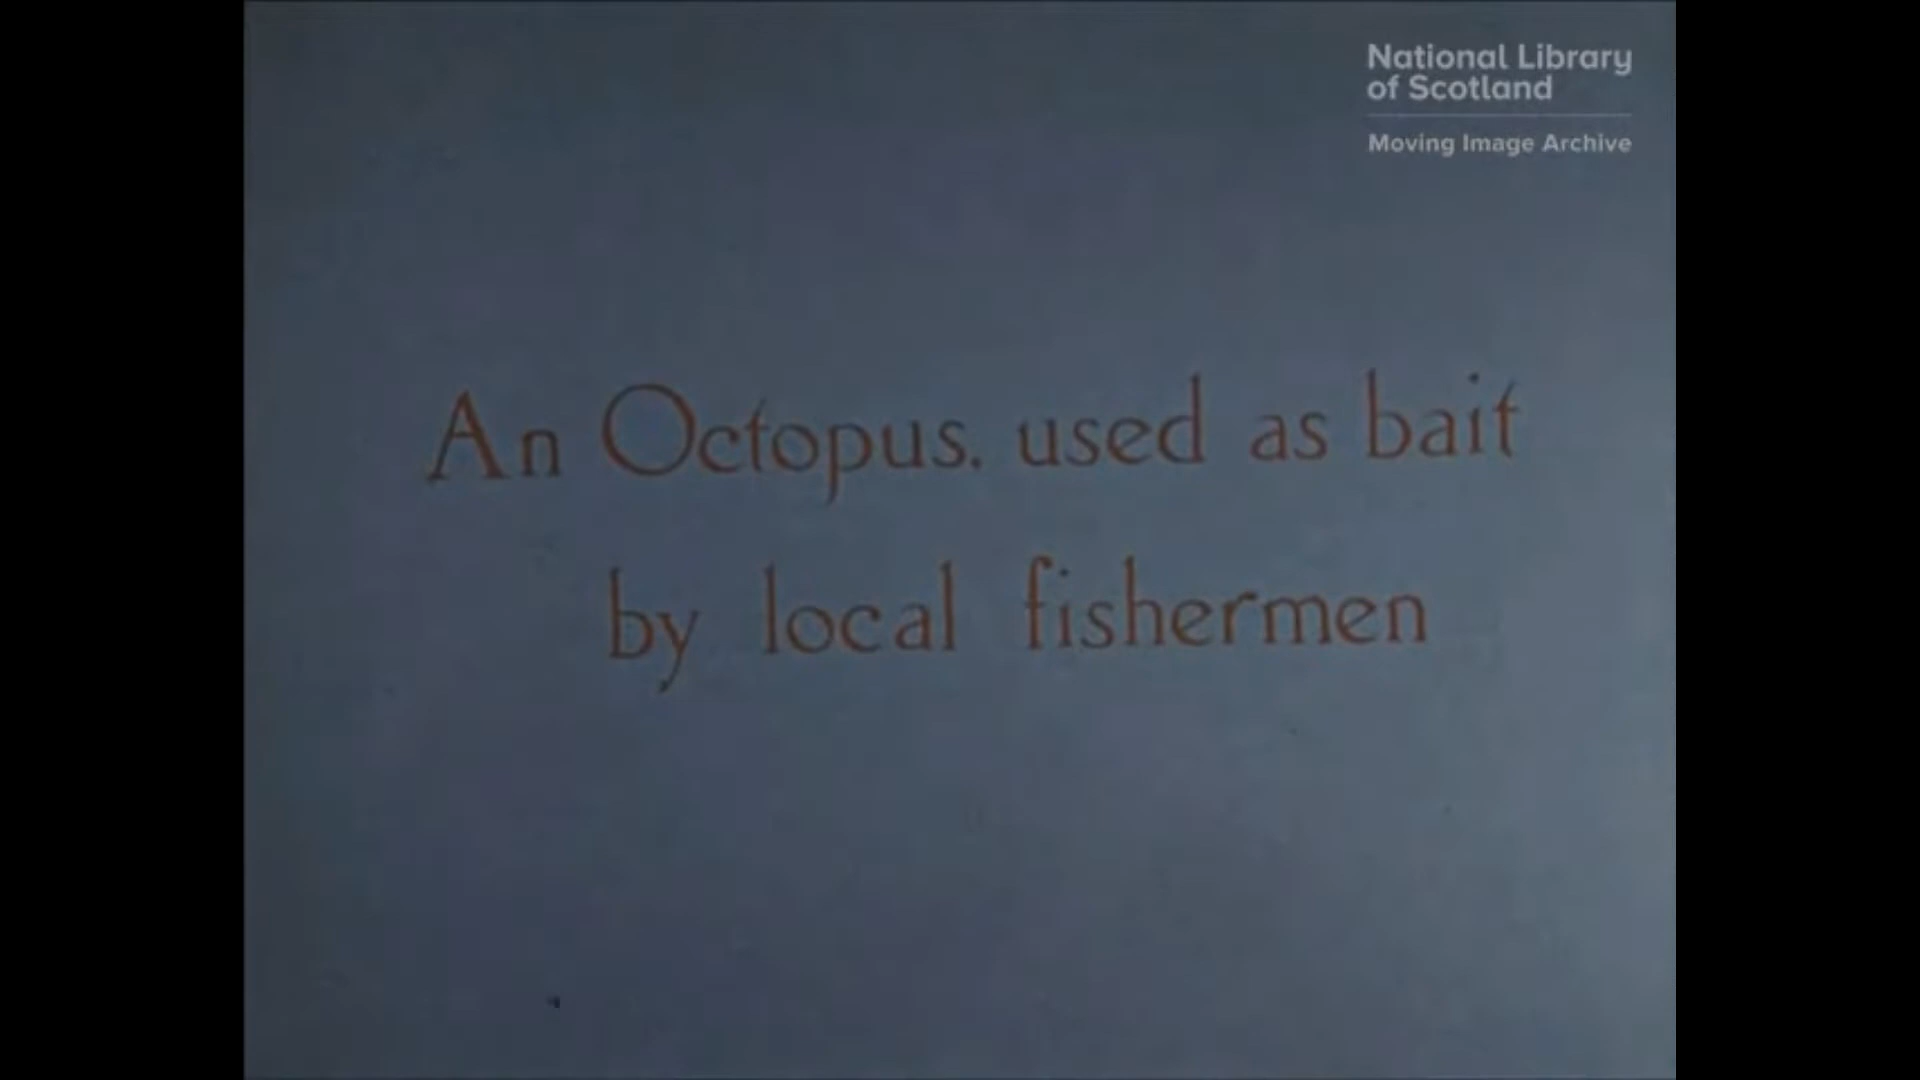 National Library
of Scotland
Moving Image Archive
An Octopus, used as bait
by local fishermen